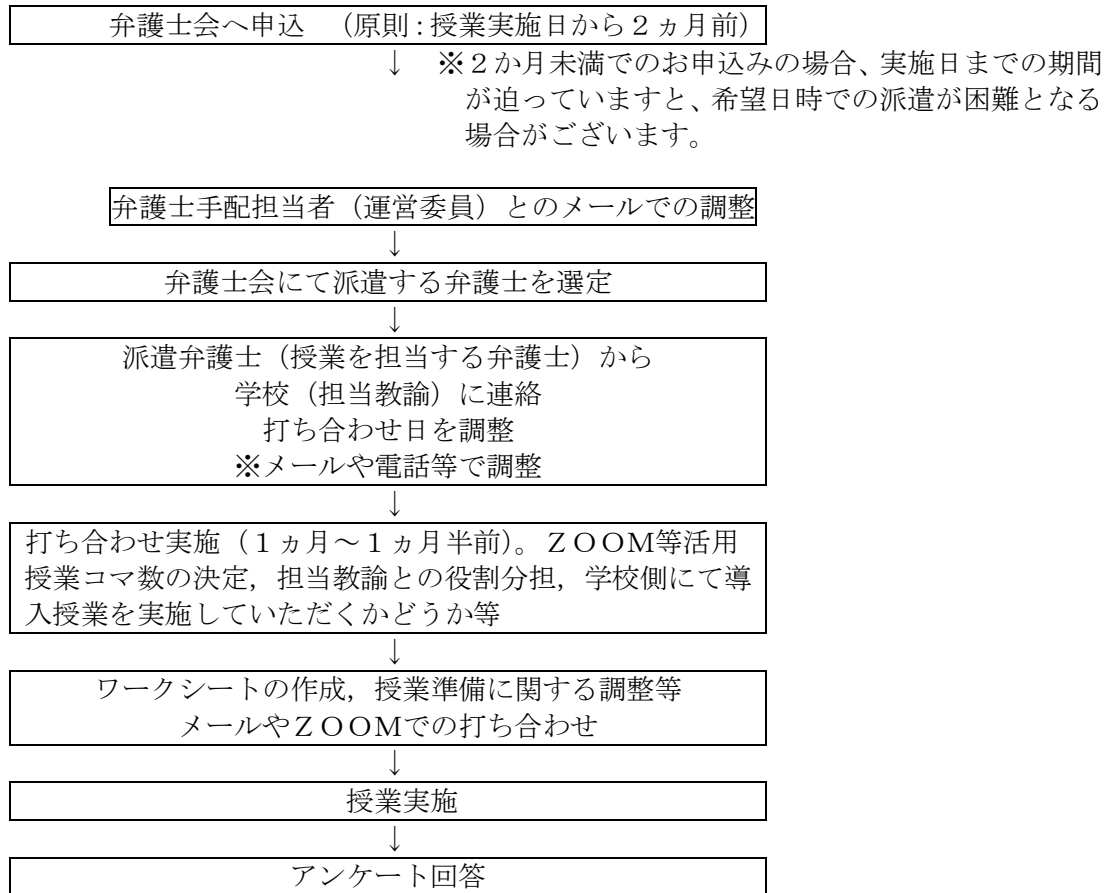 弁護士会へ申込　（原則：授業実施日から２ヵ月前）
↓　※２か月未満でのお申込みの場合、実施日までの期間
が迫っていますと、希望日時での派遣が困難となる
場合がございます。
弁護士手配担当者（運営委員）とのメールでの調整
↓
弁護士会にて派遣する弁護士を選定
↓
派遣弁護士（授業を担当する弁護士）から
学校（担当教諭）に連絡
打ち合わせ日を調整
※メールや電話等で調整
↓
打ち合わせ実施（１ヵ月～１ヵ月半前）。ＺＯＯＭ等活用
授業コマ数の決定，担当教諭との役割分担，学校側にて導
入授業を実施していただくかどうか等
↓
ワークシートの作成，授業準備に関する調整等
メールやＺＯＯＭでの打ち合わせ
↓
授業実施
↓
アンケート回答